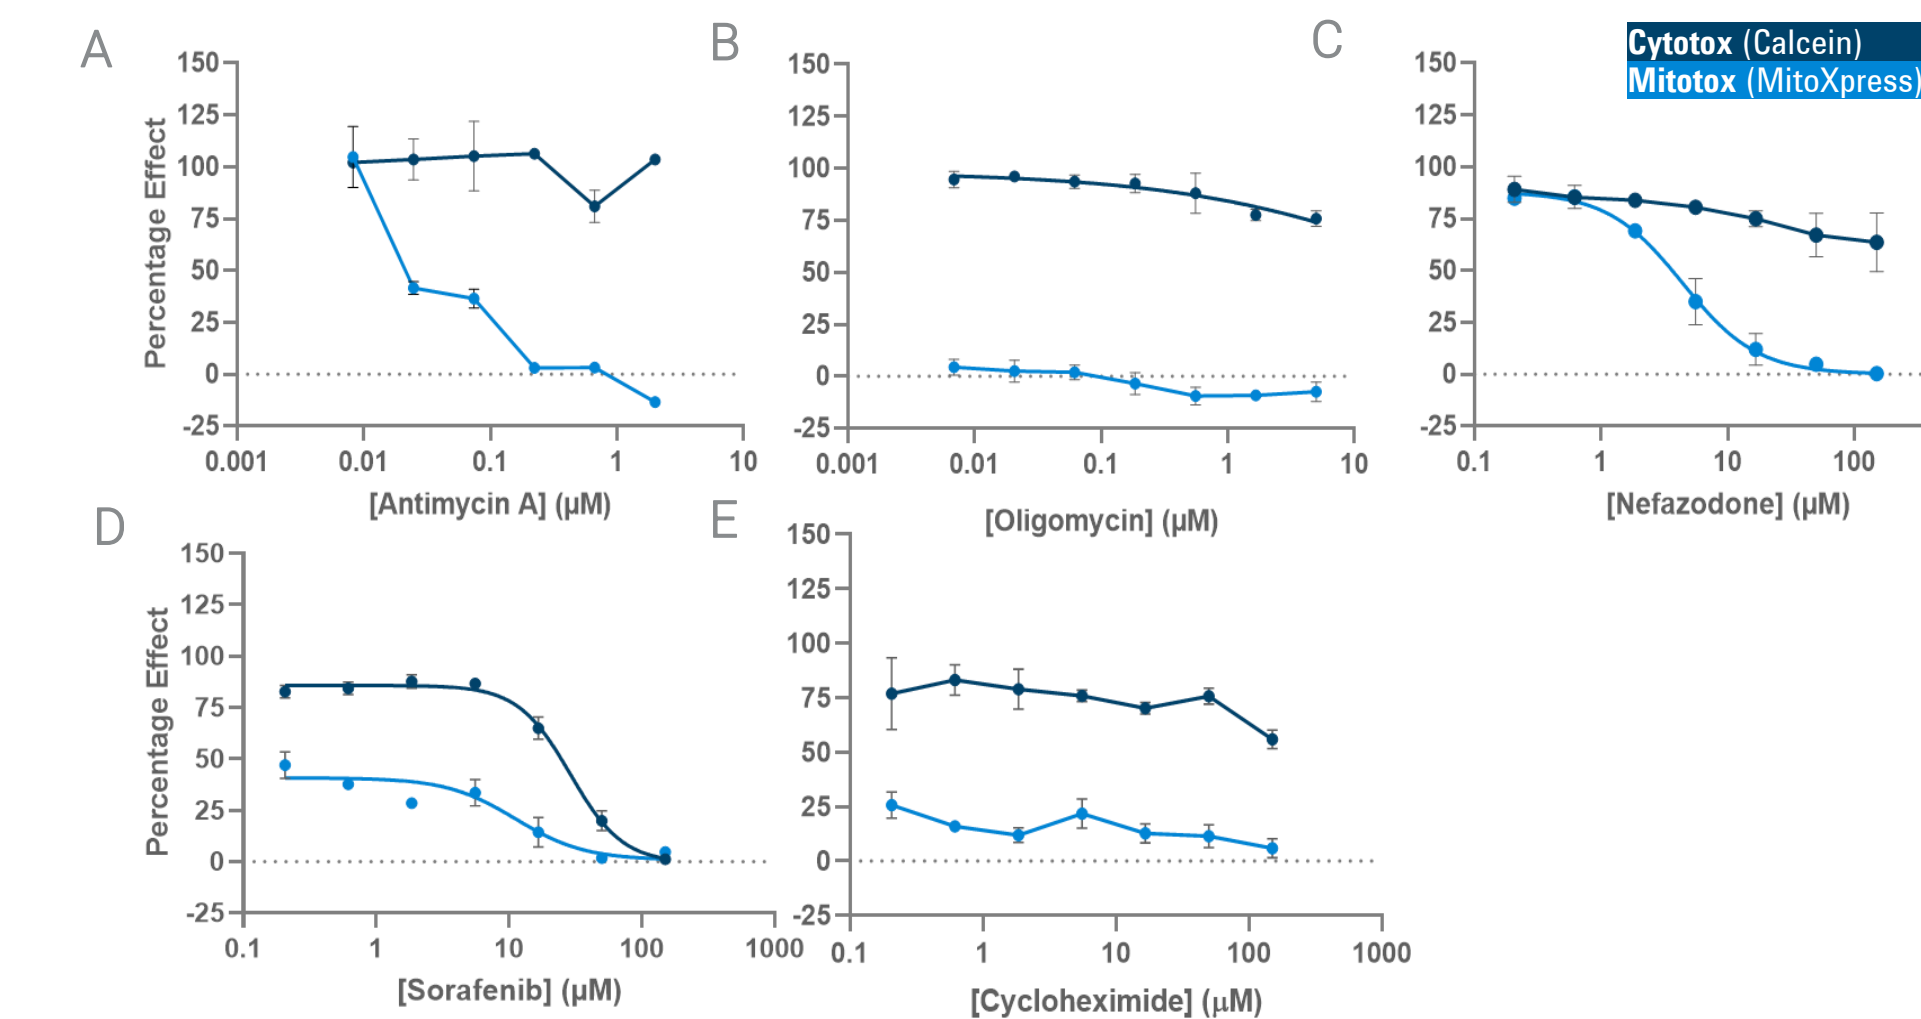 A
150
125
100
75
50
25
0
-25
Percentage Effect
0.001 0.01 0.1 1 10
[Antimycin A] (µM)
B
150
125
100
75
50
25
0
-25
0.001 0.01 0.1 1 10
[Oligomycin] (µM)
C
Cytotox (Calcein)
Mitotox (MitoXpress)
150
125
100
75
50
25
0
-25
0.1 1 10 100
[Nefazodone] (µM)
D
150
125
100
75
50
25
0
-25
Percentage Effect
0.1 1 10 100 1000
[Sorafenib] (µM)
E
150
125
100
75
50
25
0
-25
0.1 1 10 100 1000
[Cycloheximide] (µM)